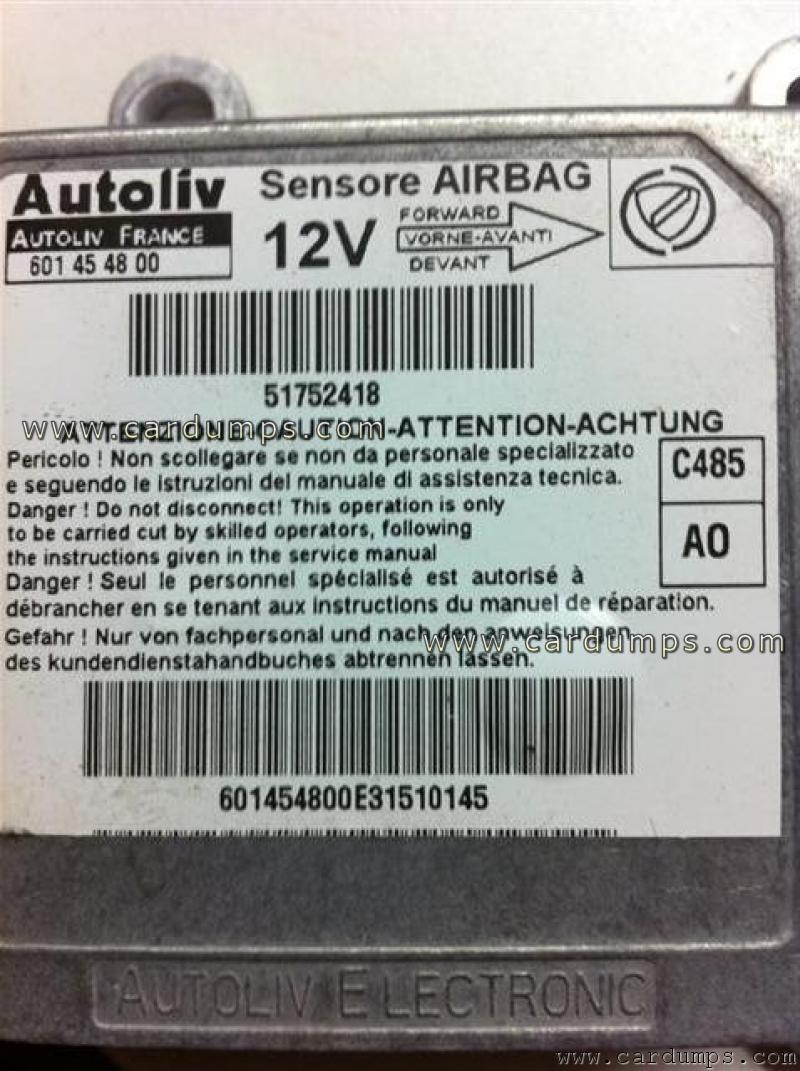 Autoliv
Sensore AIRBAG
AUTOLIV FRANCE
601 45 48 00
12V
FORWARD
VORNE-AVANTI
DEVANT
51752418
ATTENZIONE-CAUTION-ATTENTION-ACHTUNG
www.cardumps.com
Pericolo ! Non scollegare se non da personale specializzato
e seguendo le istruzioni del manuale di assistenza tecnica.
Danger ! Do not disconnect! This operation is only
to be carried cut by skilled operators, following
the instructions given in the service manual
Danger ! Seul le personnel spécialisé est autorisé à
débrancher en se tenant aux instructions du manuel de réparation.
Gefahr ! Nur von fachpersonal und nach den anweisungen
des kundendienstahandbuches abtrennen lassen.
C485
A0
www.cardumps.com
601454800E31510145
AUTOLIV ELECTRONIC
www.cardumps.com